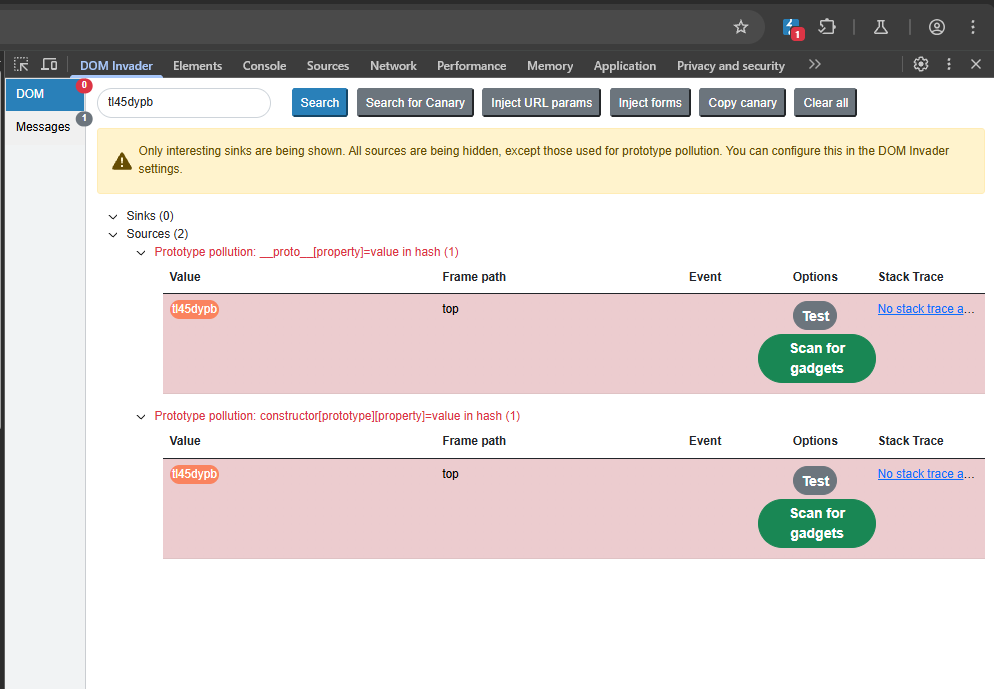 1
DOM Invader Elements Console Sources Network Performance Memory Application Privacy and security
DOM 0
Messages 1
tl45dypb Search Search for Canary Inject URL params Inject forms Copy canary Clear all
Only interesting sinks are being shown. All sources are being hidden, except those used for prototype pollution. You can configure this in the DOM Invader
settings.
Sinks (0)
Sources (2)
Prototype pollution: __proto__[property]=value in hash (1)
Value Frame path Event Options Stack Trace
tl45dypb top Test No stack trace a...
Scan for
gadgets
Prototype pollution: constructor[prototype][property]=value in hash (1)
Value Frame path Event Options Stack Trace
tl45dypb top Test No stack trace a...
Scan for
gadgets